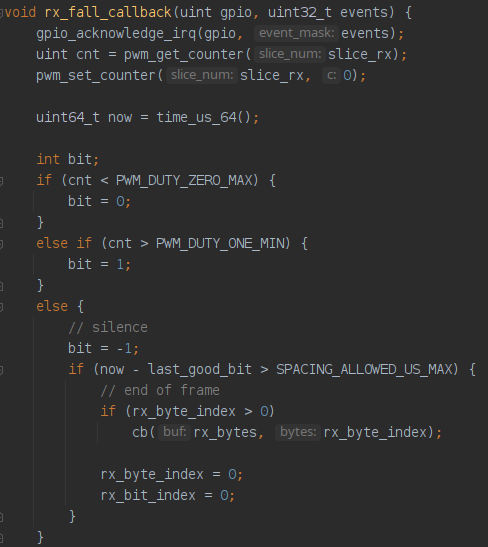 void rx_fall_callback(uint gpio, uint32_t events) {
    gpio_acknowledge_irq(gpio, event_mask: events);
    uint cnt = pwm_get_counter( slice_num: slice_rx);
    pwm_set_counter( slice_num: slice_rx, c: 0);

    uint64_t now = time_us_64();

    int bit;
    if (cnt < PWM_DUTY_ZERO_MAX) {
        bit = 0;
    }
    else if (cnt > PWM_DUTY_ONE_MIN) {
        bit = 1;
    }
    else {
        // silence
        bit = -1;
        if (now - last_good_bit > SPACING_ALLOWED_US_MAX) {
            // end of frame
            if (rx_byte_index > 0)
                cb( buf: rx_bytes, bytes: rx_byte_index);

            rx_byte_index = 0;
            rx_bit_index = 0;
        }
    }